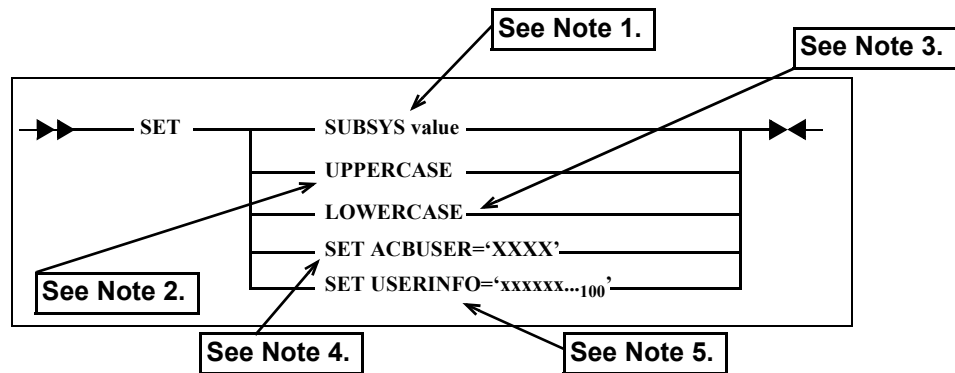 See Note 1.
See Note 3.
SET
SUBSYS value
UPPERCASE
LOWERCASE
SET ACBUSER=‘XXXX’
SET USERINFO=‘xxxxxx...100’
See Note 2.
See Note 4.
See Note 5.